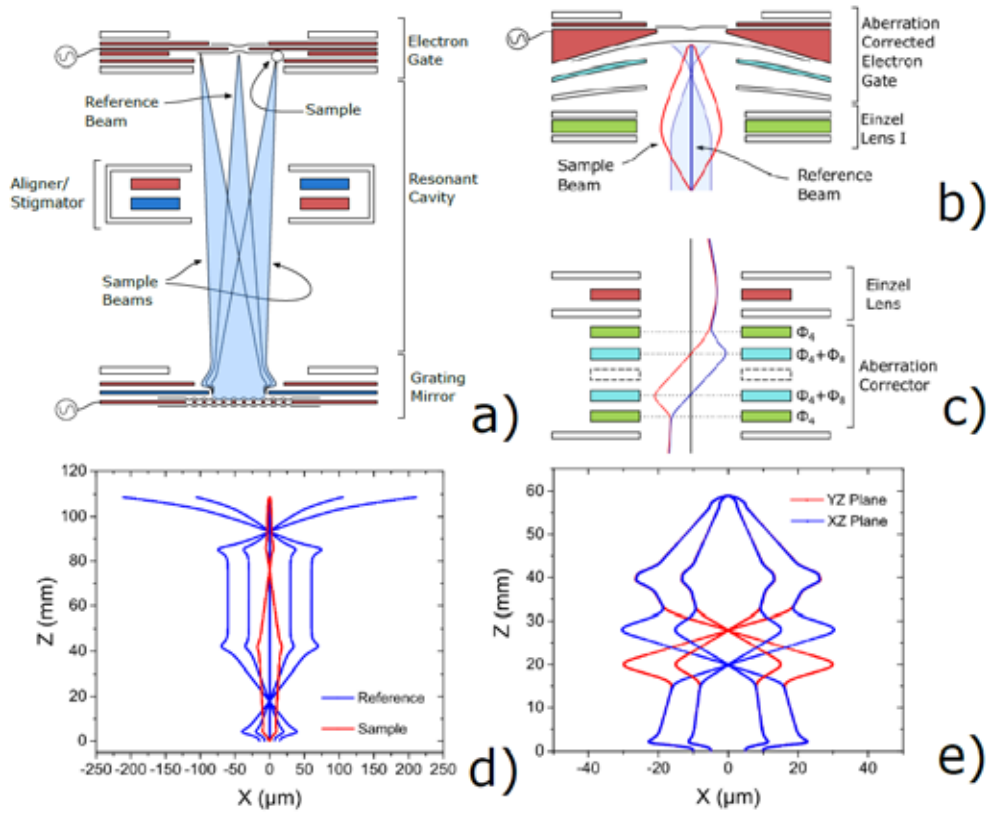 Electron
Gate
Reference
Beam
Sample
Aligner/
Stigmator
Resonant
Cavity
Sample
Beams
Grating
Mirror
a)
Aberration
Corrected
Electron
Gate
Einzel
Lens I
Sample
Beam
Reference
Beam
b)
Einzel
Lens
Φ4
Φ4+Φ8
Aberration
Corrector
Φ4+Φ8
Φ4
c)
120
100
80
60
40
20
0
Z (mm)
Reference
Sample
-250 -200 -150 -100 -50 0 50 100 150 200 250
X (µm)
d)
60
50
40
30
20
10
0
Z (mm)
YZ Plane
XZ Plane
-40 -20 0 20 40
X (µm)
e)